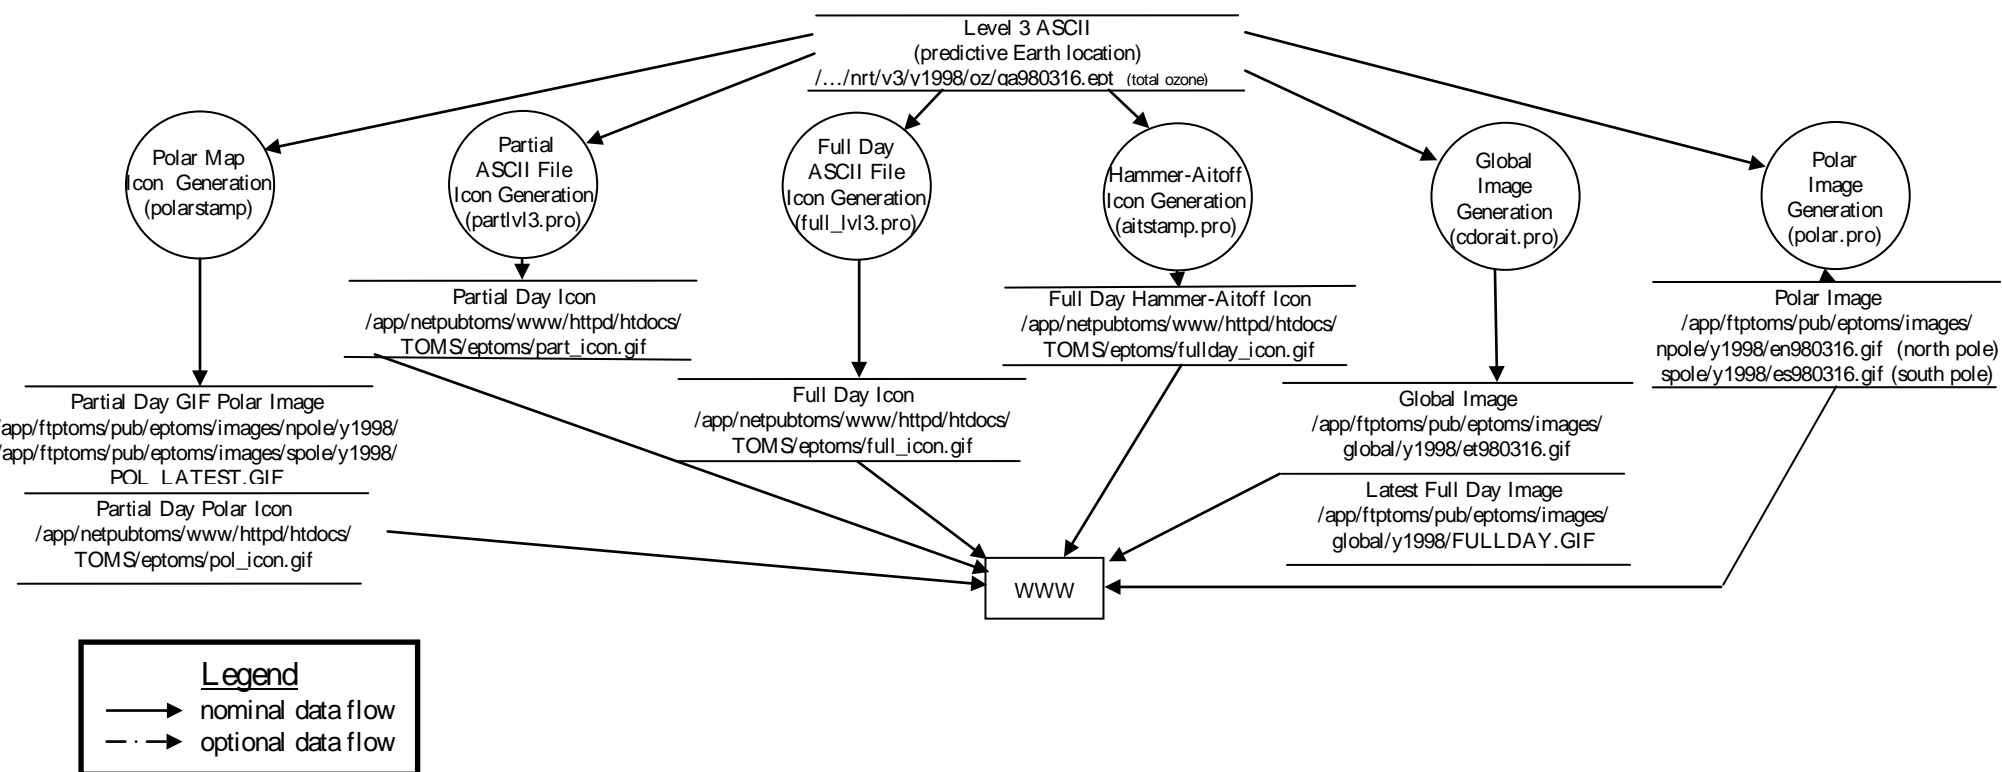 Level 3 ASCII
(predictive Earth location)
/…/nrt/v3/y1998/oz/ga980316.ept (total ozone)
Polar Map
Icon Generation
(polarstamp)
Partial
ASCII File
Icon Generation
(partlvl3.pro)
Full Day
ASCII File
Icon Generation
(full_lvl3.pro)
Hammer-Aitoff
Icon Generation
(aitstamp.pro)
Global
Image
Generation
(cdorait.pro)
Polar
Image
Generation
(polar.pro)
Partial Day Icon
/app/netpubtoms/www/httpd/htdocs/
TOMS/eptoms/part_icon.gif
Full Day Hammer-Aitoff Icon
/app/netpubtoms/www/httpd/htdocs/
TOMS/eptoms/fullday_icon.gif
Polar Image
/app/ftptoms/pub/eptoms/images/
npole/y1998/en980316.gif (north pole)
spole/y1998/es980316.gif (south pole)
Partial Day GIF Polar Image
/app/ftptoms/pub/eptoms/images/npole/y1998/
/app/ftptoms/pub/eptoms/images/spole/y1998/
POL_LATEST.GIF
Full Day Icon
/app/netpubtoms/www/httpd/htdocs/
TOMS/eptoms/full_icon.gif
Global Image
/app/ftptoms/pub/eptoms/images/
global/y1998/et980316.gif
Latest Full Day Image
/app/ftptoms/pub/eptoms/images/
global/y1998/FULLDAY.GIF
Partial Day Polar Icon
/app/netpubtoms/www/httpd/htdocs/
TOMS/eptoms/pol_icon.gif
WWW
Legend
nominal data flow
optional data flow